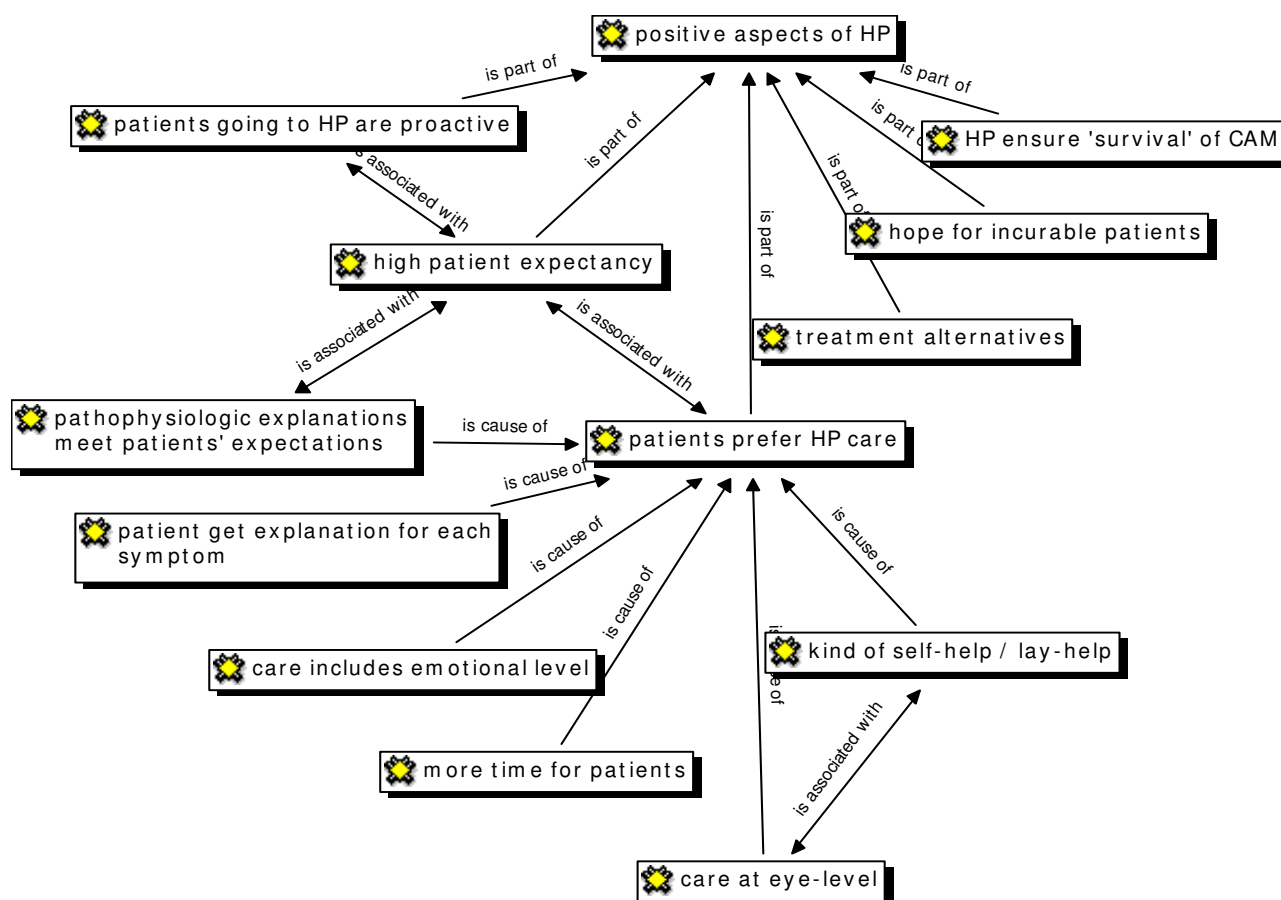 positive aspects of HP
is part of
is part of
patients going to HP are proactive
is part of
is part of
HP ensure 'survival' of CAM
is associated with
is part of
is part of
hope for incurable patients
high patient expectancy
is associated with
is associated with
treatment alternatives
pathophysiologic explanations
meet patients' expectations
is cause of
patients prefer HP care
is cause of
patient get explanation for each
symptom
is cause of
is cause of
is cause of
is cause of
kind of self-help / lay-help
care includes emotional level
more time for patients
is associated with
care at eye-level